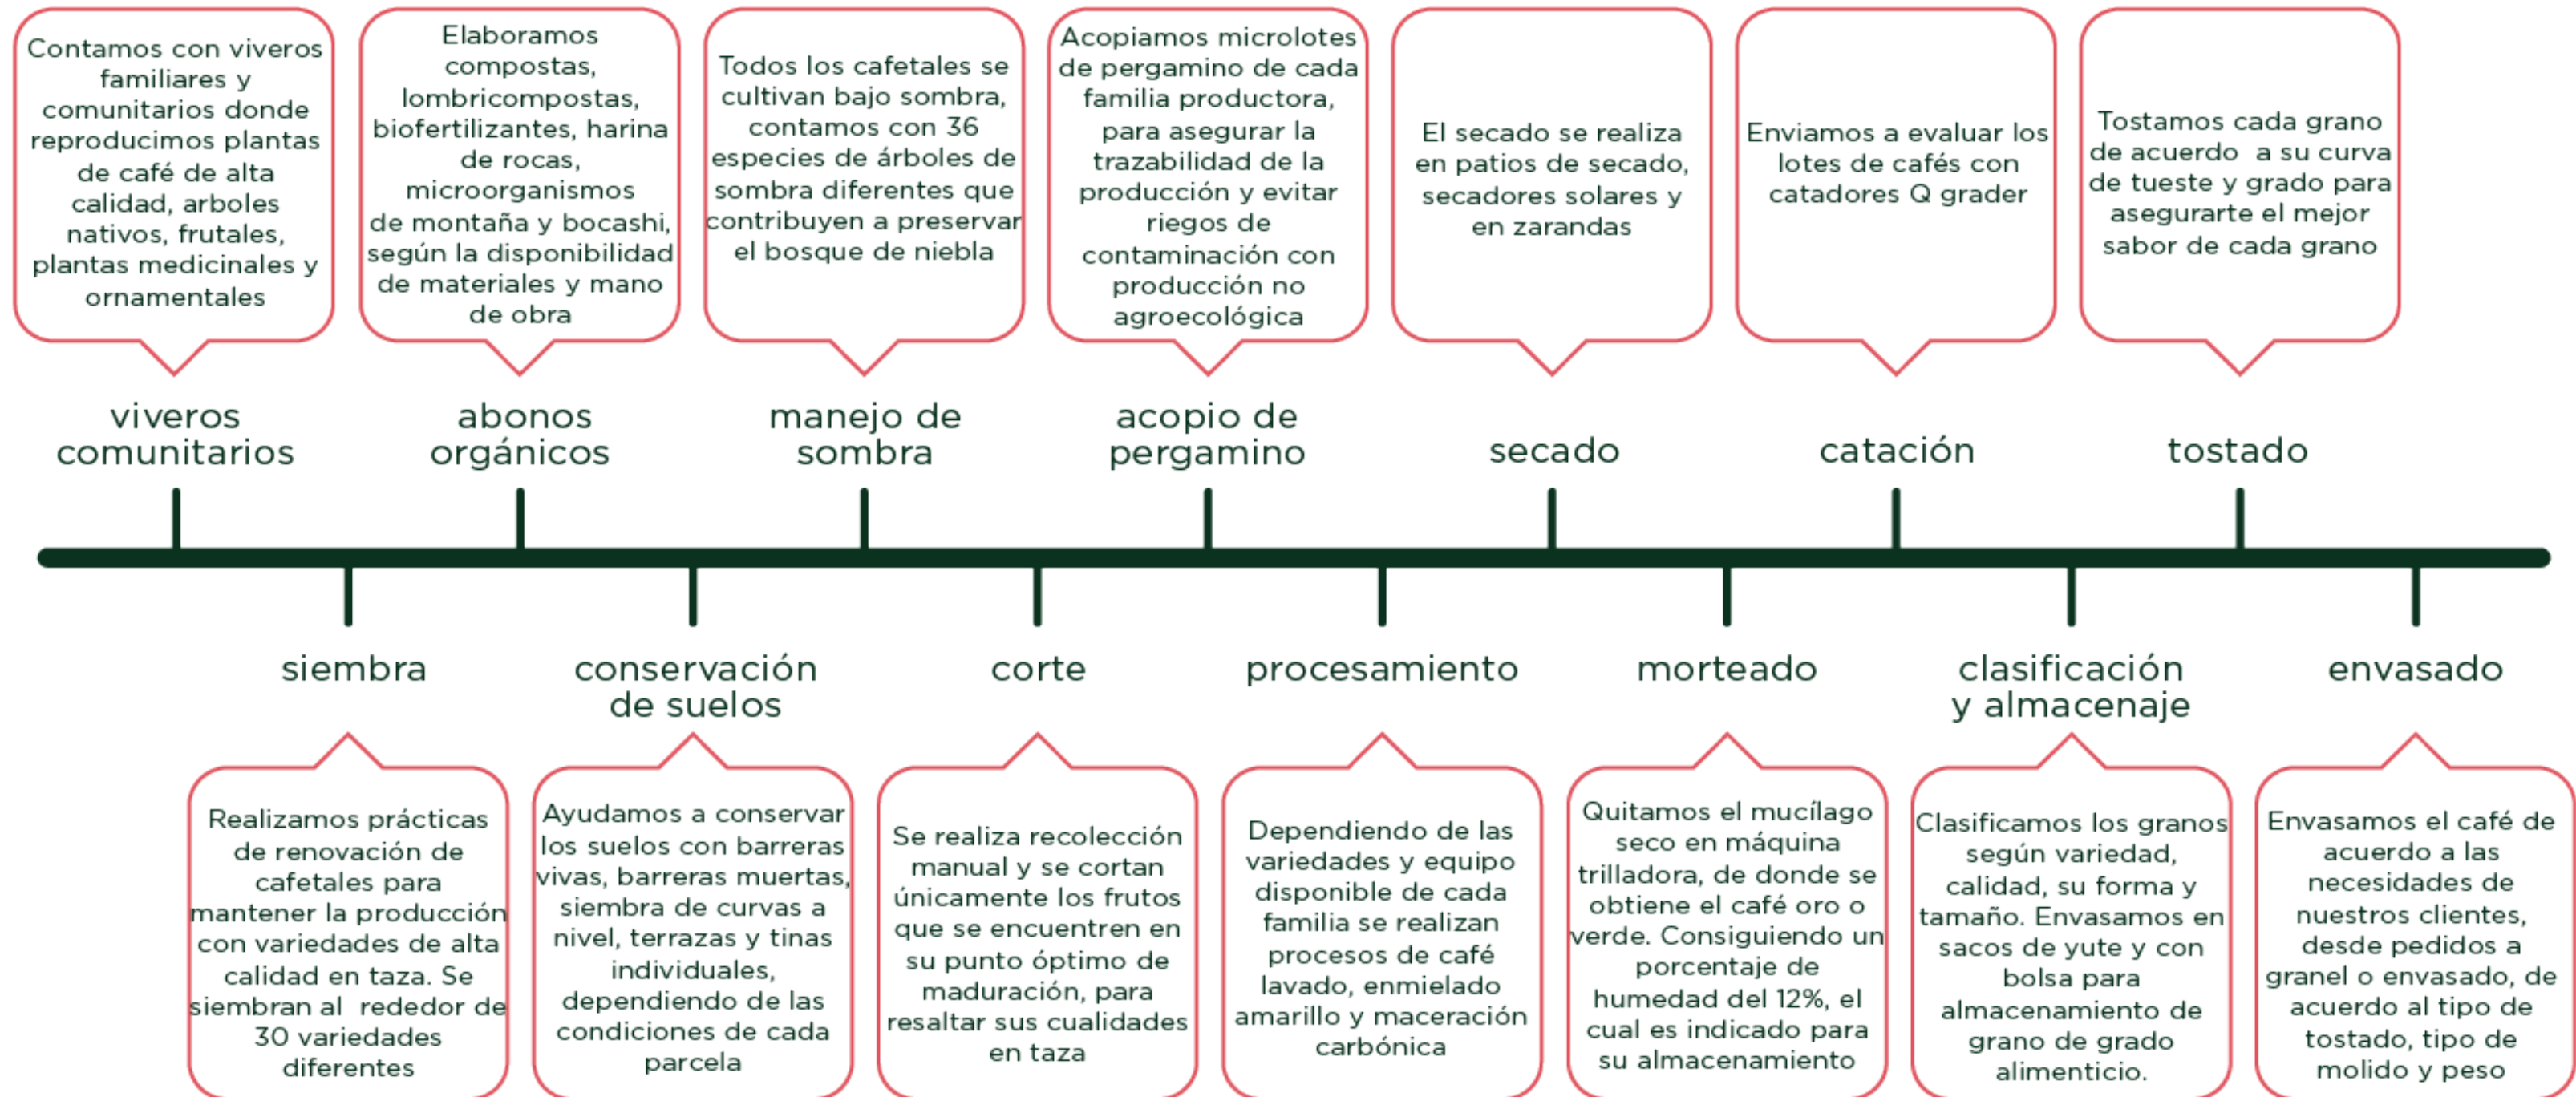 Contamos con viveros
familiares y
comunitarios donde
reproducimos plantas
de café de alta
calidad, arboles
nativos, frutales,
plantas medicinales y
ornamentales
viveros
comunitarios
Elaboramos
compostas,
lombricompostas,
biofertilizantes, harina
de rocas,
microorganismos
de montaña y bocashi,
según la disponibilidad
de materiales y mano
de obra
abonos
orgánicos
Todos los cafetales se
cultivan bajo sombra,
contamos con 36
especies de árboles de
sombra diferentes que
contribuyen a preservar
el bosque de niebla
manejo de
sombra
Acopiamos microlotes
de pergamino de cada
familia productora,
para asegurar la
trazabilidad de la
producción y evitar
riegos de
contaminación con
producción no
agroecológica
acopio de
pergamino
El secado se realiza
en patios de secado,
secadores solares y
en zarandas
secado
Enviamos a evaluar los
lotes de cafés con
catadores Q grader
catación
Tostamos cada grano
de acuerdo  a su curva
de tueste y grado para
asegurarte el mejor
sabor de cada grano
tostado
siembra
Realizamos prácticas
de renovación de
cafetales para
mantener la producción
con variedades de alta
calidad en taza. Se
siembran al  rededor de
30 variedades
diferentes
conservación
de suelos
Ayudamos a conservar
los suelos con barreras
vivas, barreras muertas,
siembra de curvas a
nivel, terrazas y tinas
individuales,
dependiendo de las
condiciones de cada
parcela
corte
Se realiza recolección
manual y se cortan
únicamente los frutos
que se encuentren en
su punto óptimo de
maduración, para
resaltar sus cualidades
en taza
procesamiento
Dependiendo de las
variedades y equipo
disponible de cada
familia se realizan
procesos de café
lavado, enmielado
amarillo y maceración
carbónica
morteado
Quitamos el mucílago
seco en máquina
trilladora, de donde se
obtiene el café oro o
verde. Consiguiendo un
porcentaje de
humedad del 12%, el
cual es indicado para
su almacenamiento
clasificación
y almacenaje
Clasificamos los granos
según variedad,
calidad, su forma y
tamaño. Envasamos en
sacos de yute y con
bolsa para
almacenamiento de
grano de grado
alimenticio.
envasado
Envasamos el café de
acuerdo a las
necesidades de
nuestros clientes,
desde pedidos a
granel o envasado, de
acuerdo al tipo de
tostado, tipo de
molido y peso